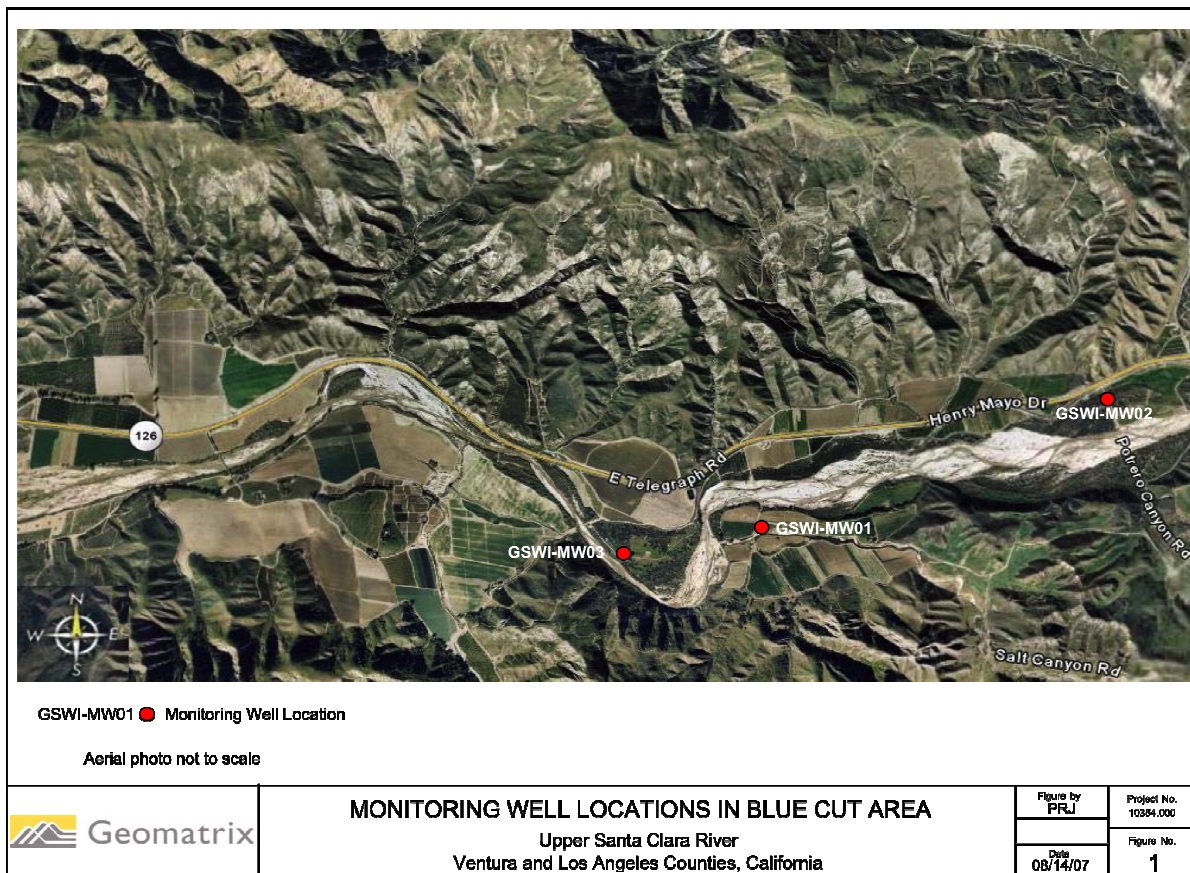 126
E Telegraph Rd
Henry Mayo Dr
GSWI-MW02
Potrero Canyon Rd
GSWI-MW01
GSWI-MW03
Salt Canyon Rd
N
W E
S
GSWI-MW01 Monitoring Well Location
Aerial photo not to scale
Geomatrix
MONITORING WELL LOCATIONS IN BLUE CUT AREA
Upper Santa Clara River
Ventura and Los Angeles Counties, California
Figure by
PRJ
Date
08/14/07
Project No.
10364.000
Figure No.
1